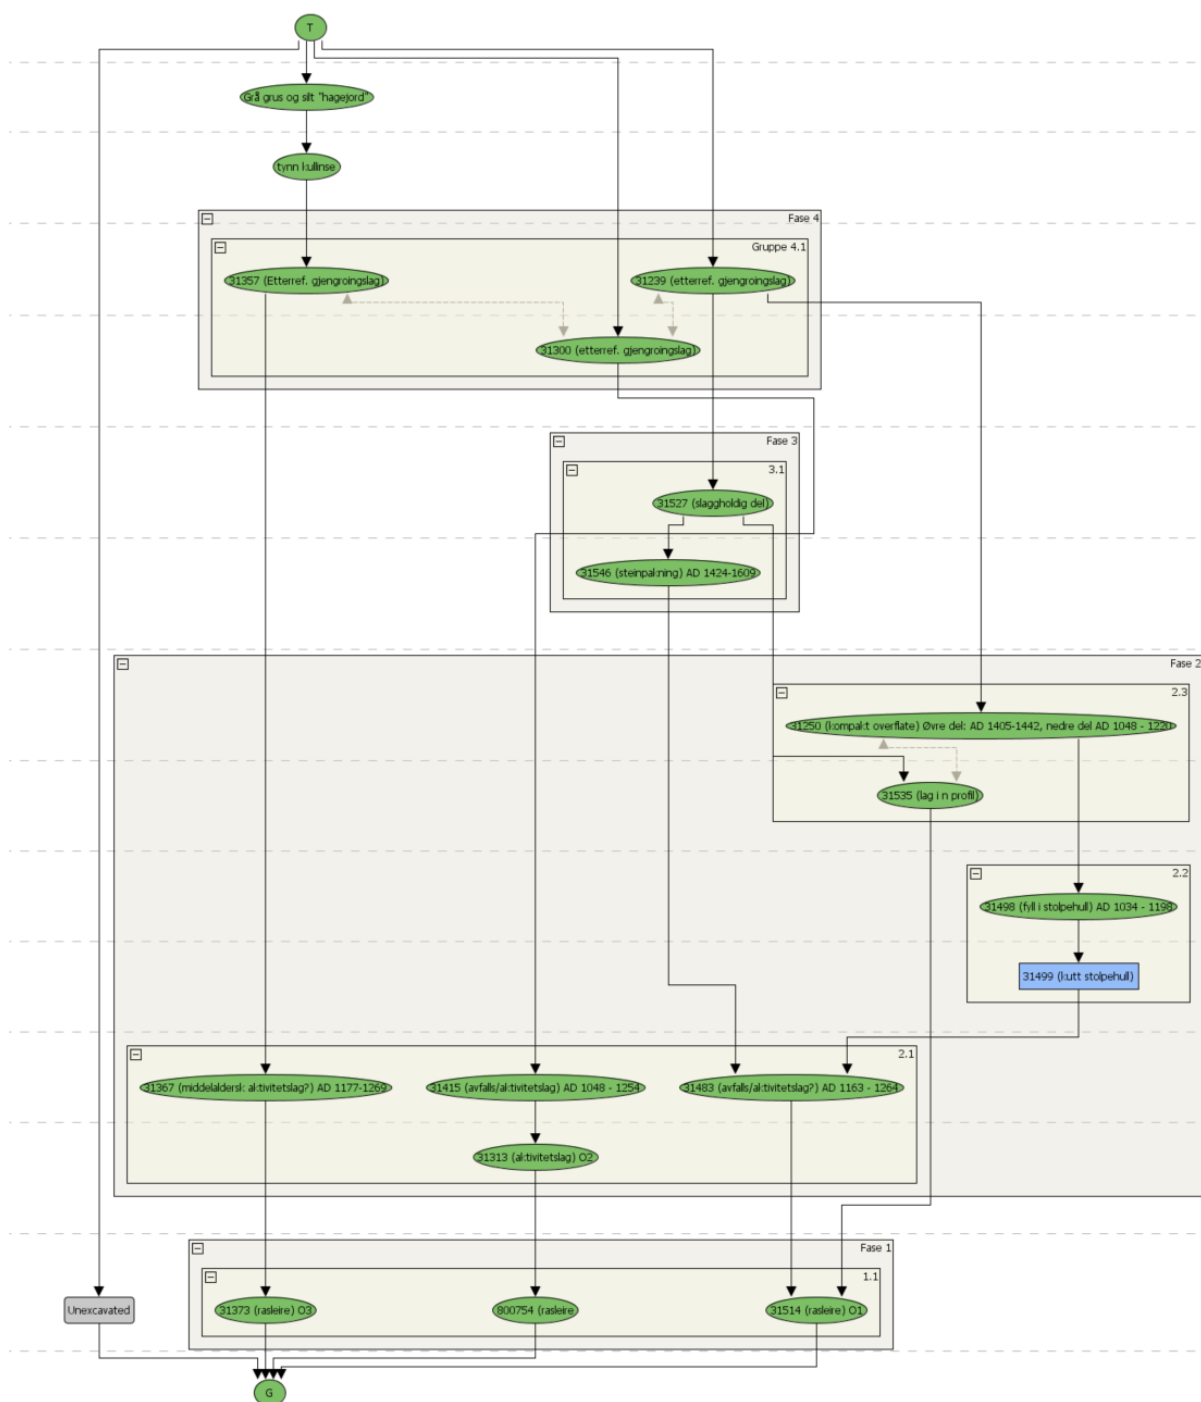 T
Grå grus og silt "hagejord"
tynn kullinse
Fase 4
Gruppe 4.1
31357 (Etterref. gjengroingslag)
31239 (etterref. gjengroingslag)
31300 (etterref. gjengroingslag)
Fase 3
3.1
31527 (slaggholdig del)
31546 (steinpakning) AD 1424-1609
Fase 2
2.3
31250 (kompakt overflate) Øvre del: AD 1405-1442, nedre del AD 1048 - 1220
31535 (lag i n profil)
2.2
31498 (fyll i stolpehull) AD 1034 - 1198
31499 (kutt stolpehull)
2.1
31367 (middelaldersk aktivitetslag?) AD 1177-1269
31415 (avfalls/aktivitetslag) AD 1048 - 1254
31483 (avfalls/aktivitetslag?) AD 1163 - 1264
31313 (aktivitetslag) O2
Fase 1
1.1
Unexcavated
31373 (rasleire) O3
800754 (rasleire
31514 (rasleire) O1
G